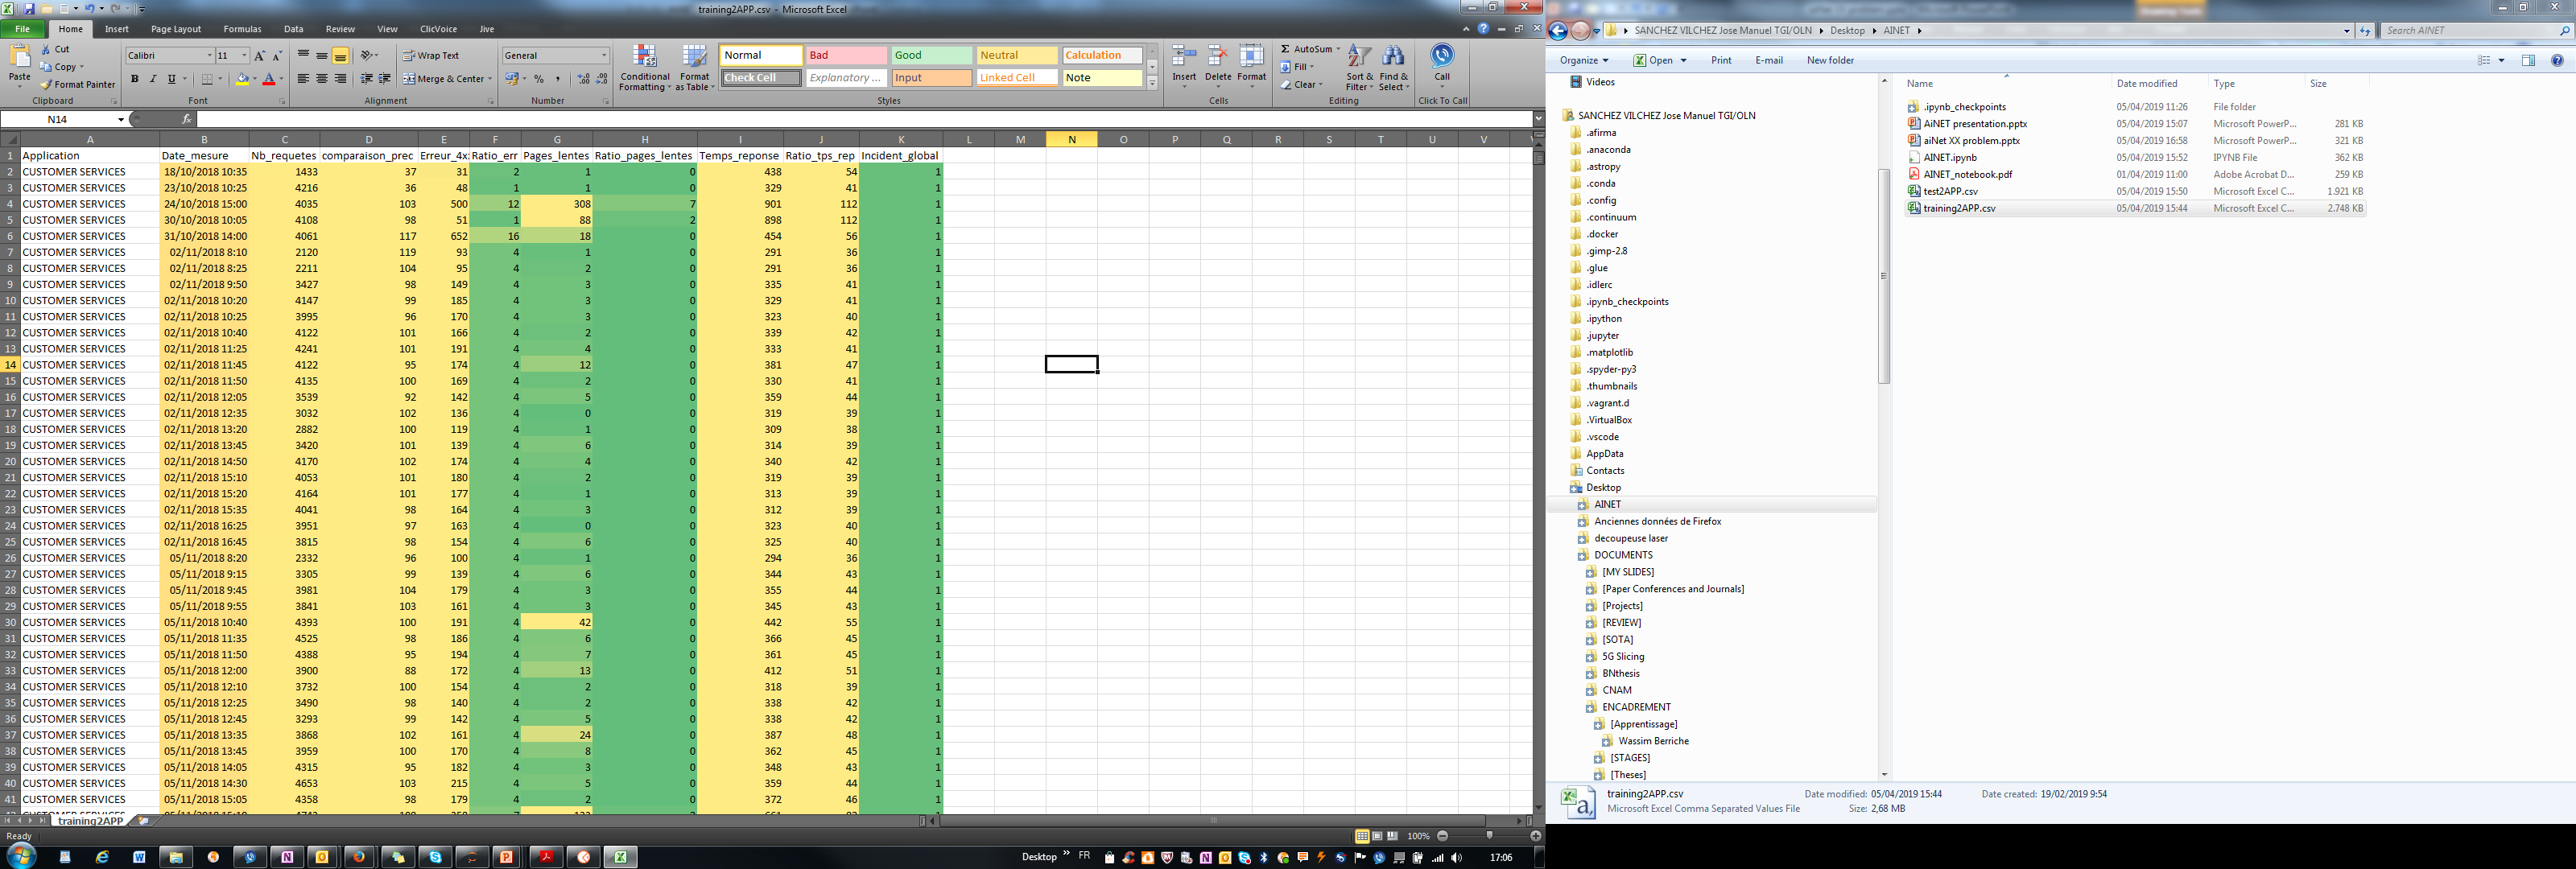 training2APP.csv - Microsoft Excel
File Home Insert Page Layout Formulas Data Review View ClicVoice Jive
Paste Cut Copy Format Painter Clipboard
Calibri 11 Font
Wrap Text Merge & Center Alignment
General Number
Conditional Formatting Format as Table
Normal Bad Good Neutral Calculation
Check Cell Explanatory ... Input Linked Cell Note
Styles
Insert Delete Format Cells
AutoSum Fill Clear Sort & Filter Find & Select Editing
Call Click To Call
N14 fx
A B C D E F G H I J K L M N O P Q R S T U V
1 Application Date_mesure Nb_requetes comparaison_prec Erreur_4x Ratio_err Pages_lentes Ratio_pages_lentes Temps_reponse Ratio_tps_rep Incident_global
2 CUSTOMER SERVICES 18/10/2018 10:35 1433 37 31 2 1 0 438 54 1
3 CUSTOMER SERVICES 23/10/2018 10:25 4216 36 48 1 1 0 329 41 1
4 CUSTOMER SERVICES 24/10/2018 15:00 4035 103 500 12 308 7 901 112 1
5 CUSTOMER SERVICES 30/10/2018 10:05 4108 98 51 1 88 2 898 112 1
6 CUSTOMER SERVICES 31/10/2018 14:00 4061 117 652 16 18 0 454 56 1
7 CUSTOMER SERVICES 02/11/2018 8:10 2120 119 93 4 1 0 291 36 1
8 CUSTOMER SERVICES 02/11/2018 8:25 2211 104 95 4 2 0 291 36 1
9 CUSTOMER SERVICES 02/11/2018 9:50 3427 98 149 4 3 0 335 41 1
10 CUSTOMER SERVICES 02/11/2018 10:20 4147 99 185 4 3 0 329 41 1
11 CUSTOMER SERVICES 02/11/2018 10:25 3995 96 170 4 3 0 323 40 1
12 CUSTOMER SERVICES 02/11/2018 10:40 4122 101 166 4 2 0 339 42 1
13 CUSTOMER SERVICES 02/11/2018 11:25 4241 101 191 4 4 0 333 41 1
14 CUSTOMER SERVICES 02/11/2018 11:45 4122 95 174 4 12 0 381 47 1
15 CUSTOMER SERVICES 02/11/2018 11:50 4135 100 169 4 2 0 330 41 1
16 CUSTOMER SERVICES 02/11/2018 12:05 3539 92 142 4 5 0 359 44 1
17 CUSTOMER SERVICES 02/11/2018 12:35 3032 102 136 4 0 0 319 39 1
18 CUSTOMER SERVICES 02/11/2018 13:20 2882 100 119 4 1 0 309 38 1
19 CUSTOMER SERVICES 02/11/2018 13:45 3420 101 139 4 6 0 314 39 1
20 CUSTOMER SERVICES 02/11/2018 14:50 4170 102 174 4 4 0 340 42 1
21 CUSTOMER SERVICES 02/11/2018 15:10 4053 101 180 4 2 0 319 39 1
22 CUSTOMER SERVICES 02/11/2018 15:20 4164 101 177 4 1 0 313 39 1
23 CUSTOMER SERVICES 02/11/2018 15:35 4041 98 164 4 3 0 312 39 1
24 CUSTOMER SERVICES 02/11/2018 16:25 3951 97 163 4 0 0 323 40 1
25 CUSTOMER SERVICES 02/11/2018 16:45 3815 98 154 4 6 0 325 40 1
26 CUSTOMER SERVICES 05/11/2018 8:20 2332 96 100 4 1 0 294 36 1
27 CUSTOMER SERVICES 05/11/2018 9:15 3305 99 139 4 6 0 344 43 1
28 CUSTOMER SERVICES 05/11/2018 9:45 3981 104 179 4 3 0 355 44 1
29 CUSTOMER SERVICES 05/11/2018 9:55 3841 103 161 4 3 0 345 43 1
30 CUSTOMER SERVICES 05/11/2018 10:40 4393 100 191 4 42 0 442 55 1
31 CUSTOMER SERVICES 05/11/2018 11:35 4525 98 186 4 6 0 366 45 1
32 CUSTOMER SERVICES 05/11/2018 11:50 4388 95 194 4 7 0 361 45 1
33 CUSTOMER SERVICES 05/11/2018 12:00 3900 88 172 4 13 0 412 51 1
34 CUSTOMER SERVICES 05/11/2018 12:10 3732 100 154 4 2 0 318 39 1
35 CUSTOMER SERVICES 05/11/2018 12:25 3490 98 140 4 2 0 338 42 1
36 CUSTOMER SERVICES 05/11/2018 12:45 3293 99 142 4 5 0 338 42 1
37 CUSTOMER SERVICES 05/11/2018 13:35 3868 102 161 4 24 0 387 48 1
38 CUSTOMER SERVICES 05/11/2018 13:45 3959 100 170 4 8 0 362 45 1
39 CUSTOMER SERVICES 05/11/2018 14:05 4315 95 182 4 3 0 348 43 1
40 CUSTOMER SERVICES 05/11/2018 14:30 4653 103 215 4 5 0 359 44 1
41 CUSTOMER SERVICES 05/11/2018 15:05 4358 98 179 4 2 0 372 46 1
training2APP
Ready 100%
Desktop » FR 17:06
SANCHEZ VILCHEZ Jose Manuel TGI/OLN Desktop AINET
Search AINET
Organize Open Print E-mail New folder
Videos
SANCHEZ VILCHEZ Jose Manuel TGI/OLN
.afirma
.anaconda
.astropy
.conda
.config
.continuum
.docker
.gimp-2.8
.glue
.idlerc
.ipynb_checkpoints
.ipython
.jupyter
.matplotlib
.spyder-py3
.thumbnails
.vagrant.d
.VirtualBox
.vscode
AppData
Contacts
Desktop
AINET
Anciennes données de Firefox
decoupeuse laser
DOCUMENTS
[MY SLIDES]
[Paper Conferences and Journals]
[Projects]
[REVIEW]
[SOTA]
5G Slicing
BNthesis
CNAM
ENCADREMENT
[Apprentissage]
Wassim Berriche
[STAGES]
[Theses]
Name Date modified Type Size
.ipynb_checkpoints 05/04/2019 11:26 File folder
AiNET presentation.pptx 05/04/2019 15:07 Microsoft PowerP... 281 KB
aiNet XX problem.pptx 05/04/2019 16:58 Microsoft PowerP... 321 KB
AINET.ipynb 05/04/2019 15:52 IPYNB File 362 KB
AINET_notebook.pdf 01/04/2019 11:00 Adobe Acrobat D... 259 KB
test2APP.csv 05/04/2019 15:50 Microsoft Excel C... 1.921 KB
training2APP.csv 05/04/2019 15:44 Microsoft Excel C... 2.748 KB
training2APP.csv Date modified: 05/04/2019 15:44 Date created: 19/02/2019 9:54
Microsoft Excel Comma Separated Values File Size: 2,68 MB